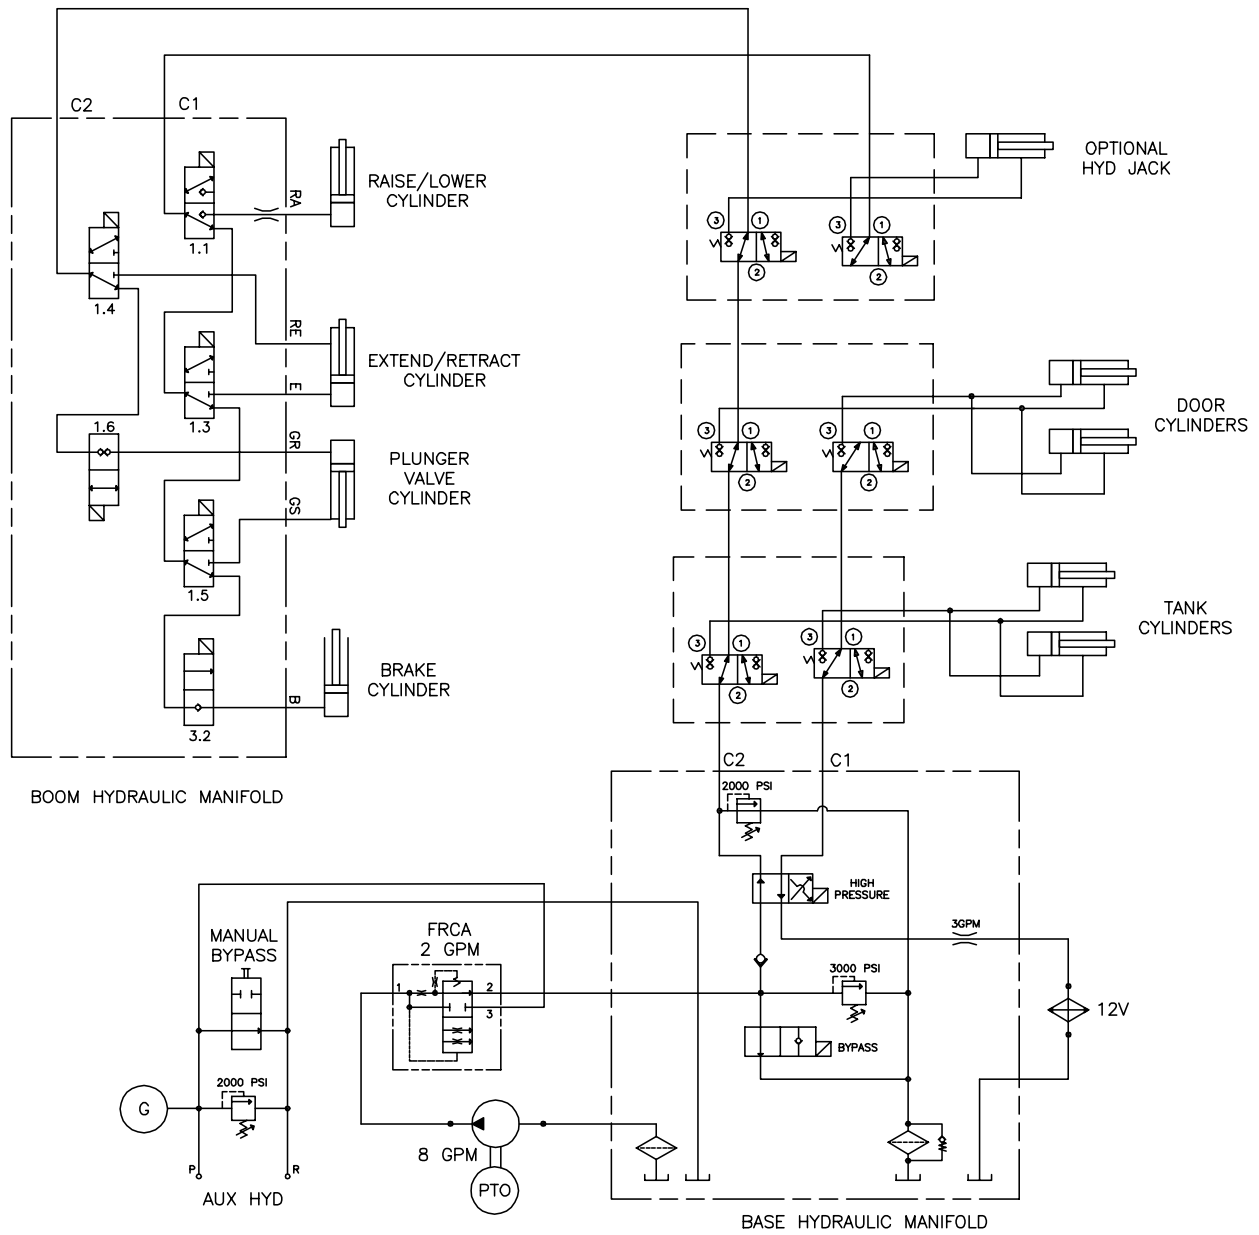 C2
C1
RA
RAISE/LOWER
CYLINDER
1.1
1.4
RE
EXTEND/RETRACT
CYLINDER
E
1.3
1.6
GR
PLUNGER
VALVE
CYLINDER
GS
1.5
BRAKE
CYLINDER
B
3.2
BOOM HYDRAULIC MANIFOLD
OPTIONAL
HYD JACK
3
1
2
3
1
2
DOOR
CYLINDERS
3
1
2
3
1
2
TANK
CYLINDERS
3
1
2
3
1
2
C2
C1
2000 PSI
HIGH
PRESSURE
3GPM
3000 PSI
12V
BYPASS
MANUAL
BYPASS
FRCA
2 GPM
1
2
3
2000 PSI
G
8 GPM
PTO
P
R
AUX HYD
BASE HYDRAULIC MANIFOLD